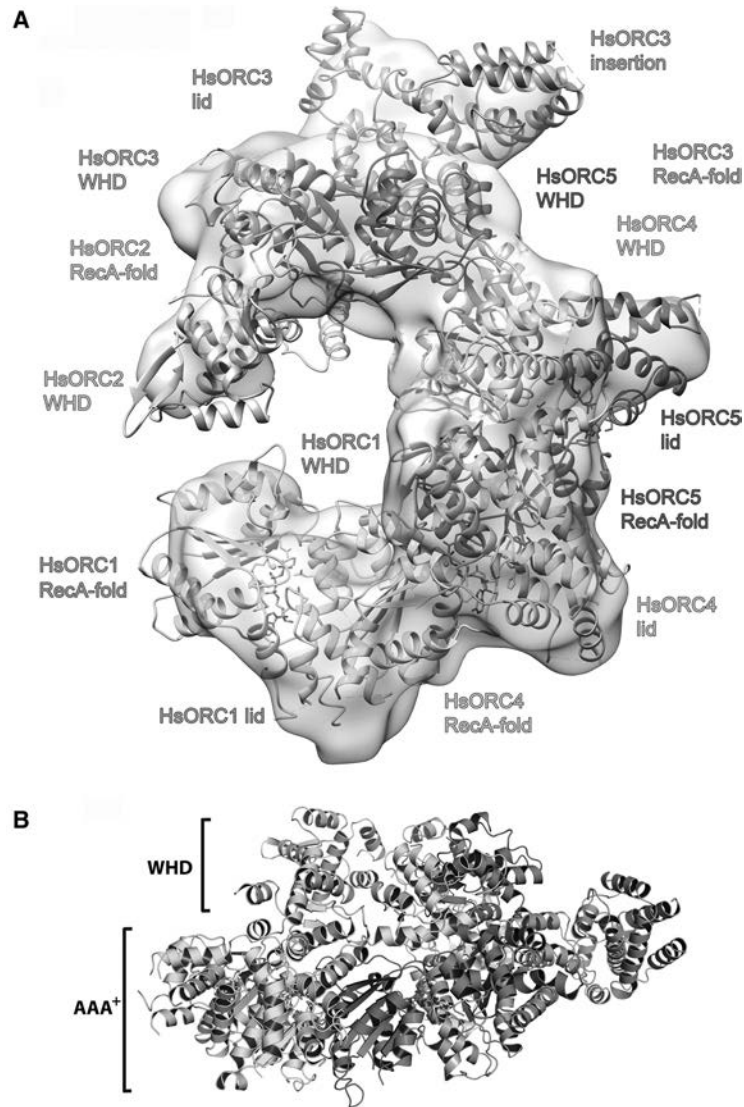 A
HsORC3
lid
HsORC3
insertion
HsORC3
WHD
HsORC5
WHD
HsORC3
RecA-fold
HsORC2
RecA-fold
HsORC4
WHD
HsORC2
WHD
HsORC1
WHD
HsORC5
lid
HsORC5
RecA-fold
HsORC1
RecA-fold
HsORC4
lid
HsORC1 lid
HsORC4
RecA-fold
B
WHD
AAA+